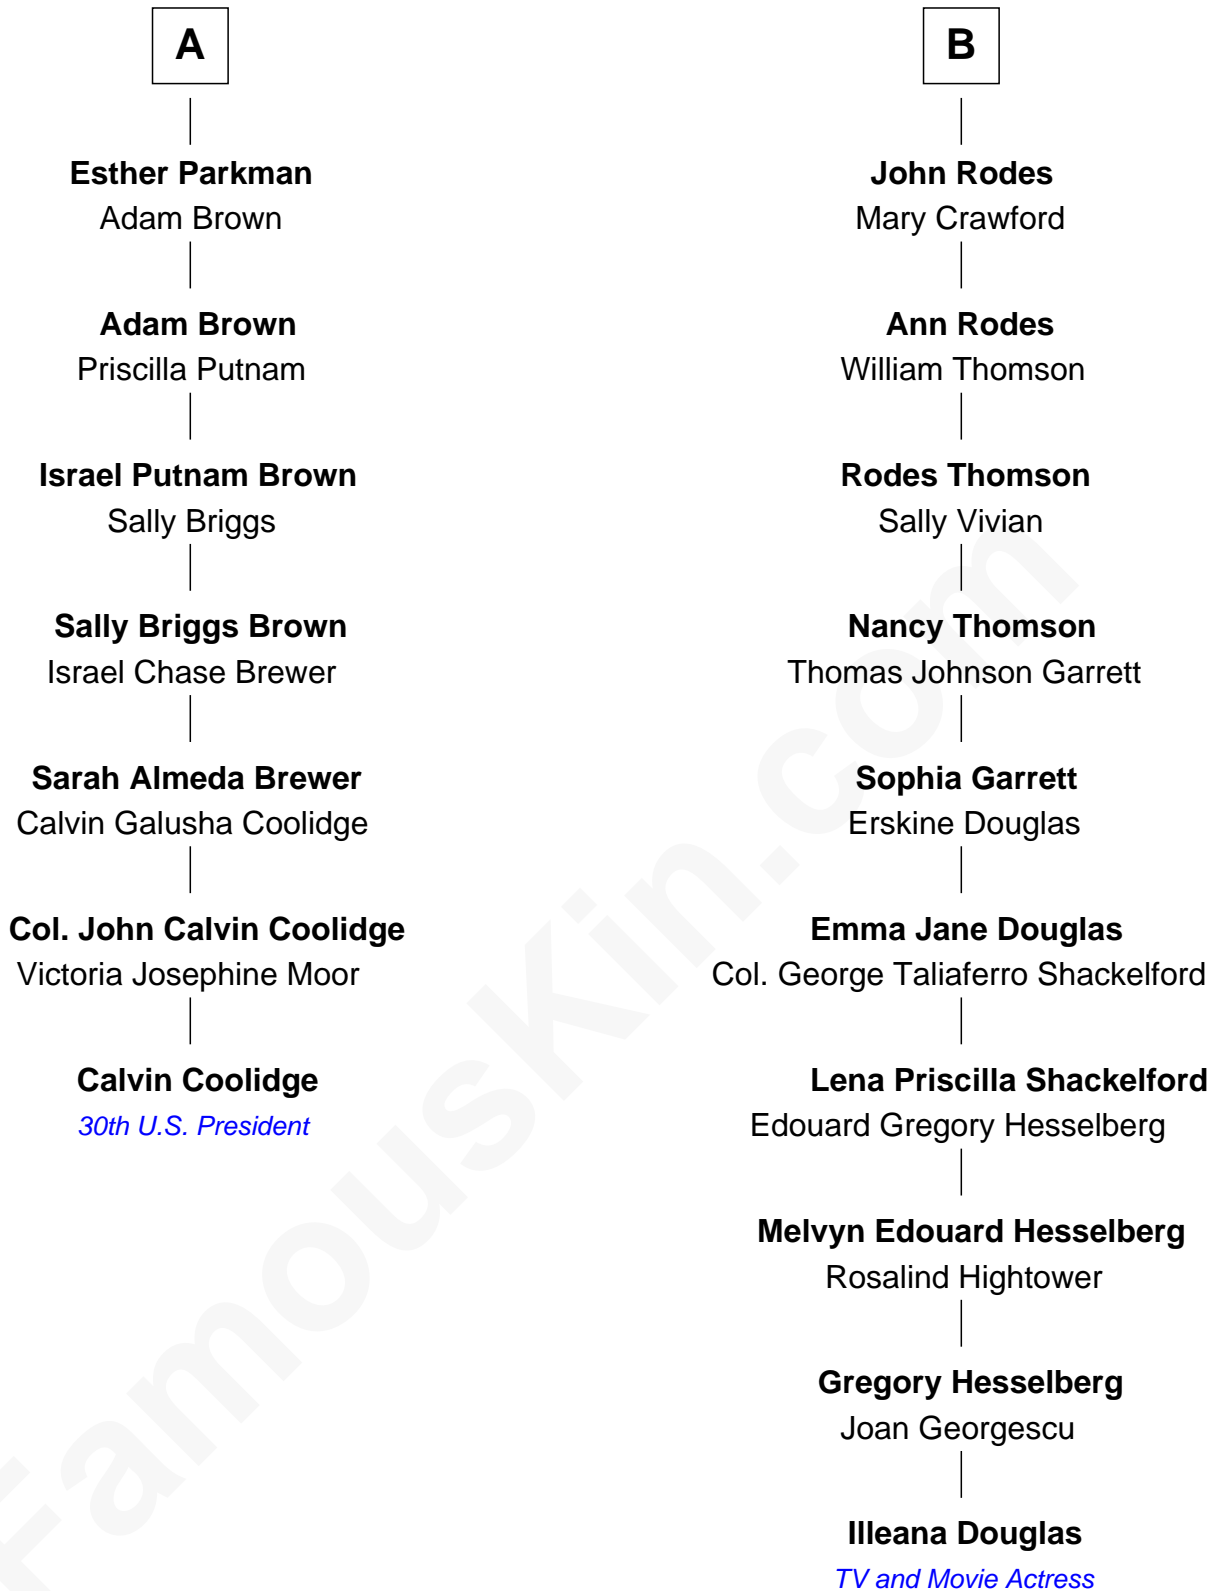 A
Esther Parkman
Adam Brown
Adam Brown
Priscilla Putnam
Israel Putnam Brown
Sally Briggs
Sally Briggs Brown
Israel Chase Brewer
Sarah Almeda Brewer
Calvin Galusha Coolidge
Col. John Calvin Coolidge
Victoria Josephine Moor
Calvin Coolidge
30th U.S. President
B
John Rodes
Mary Crawford
Ann Rodes
William Thomson
Rodes Thomson
Sally Vivian
Nancy Thomson
Thomas Johnson Garrett
Sophia Garrett
Erskine Douglas
Emma Jane Douglas
Col. George Taliaferro Shackelford
Lena Priscilla Shackelford
Edouard Gregory Hesselberg
Melvyn Edouard Hesselberg
Rosalind Hightower
Gregory Hesselberg
Joan Georgescu
Illeana Douglas
TV and Movie Actress
FamousKin.com